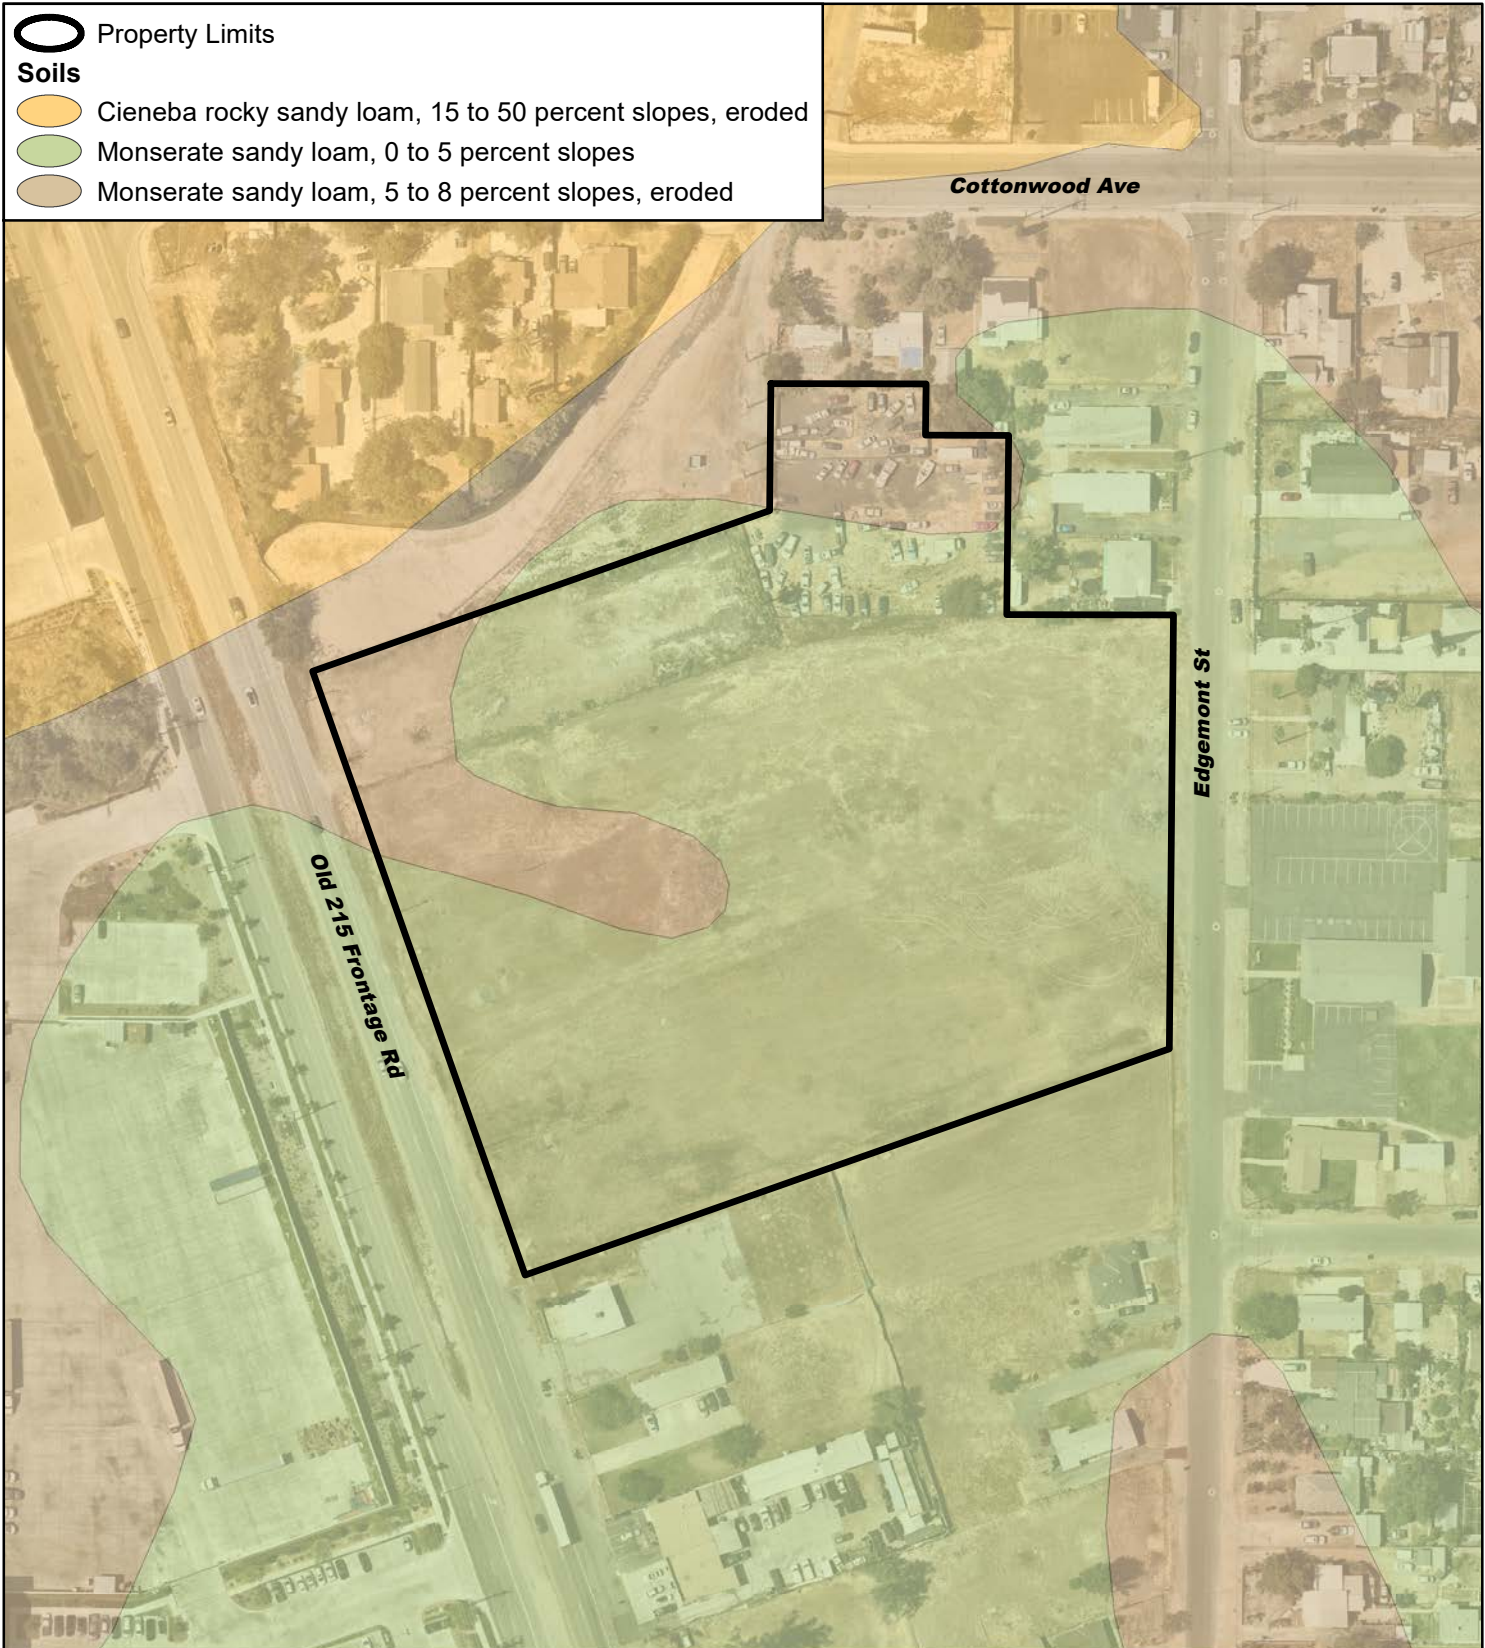 Property Limits
Soils
Cieneba rocky sandy loam, 15 to 50 percent slopes, eroded
Monserate sandy loam, 0 to 5 percent slopes
Monserate sandy loam, 5 to 8 percent slopes, eroded
Cottonwood Ave
Edgemont St
Old 215 Frontage Rd